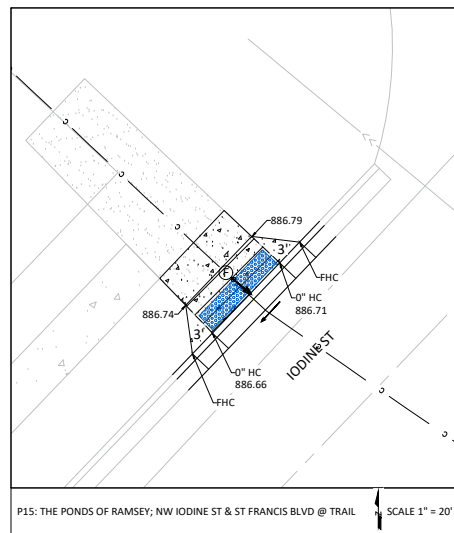 886.79
3'
FHC
F
0" HC
886.71
886.74
3'
IODINE ST
0" HC
886.66
FHC
P15: THE PONDS OF RAMSEY; NW IODINE ST & ST FRANCIS BLVD @ TRAIL
N
SCALE 1" = 20'